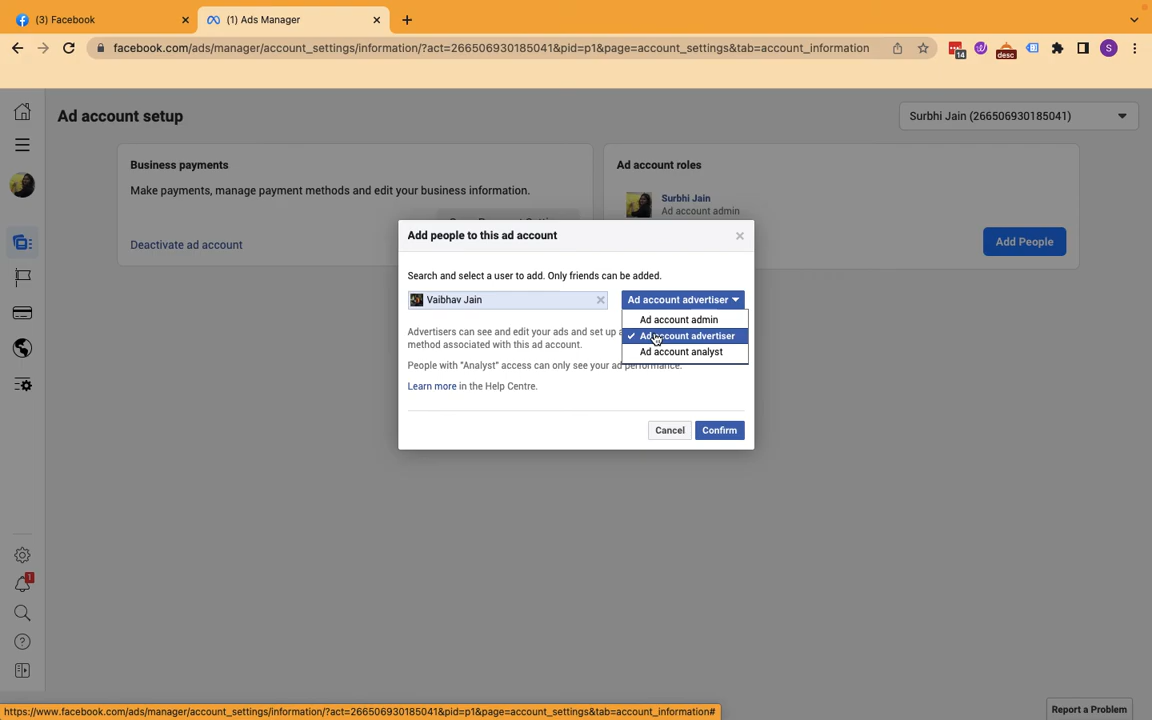 (3) Facebook
(1) Ads Manager
facebook.com/ads/manager/account_settings/information/?act=266506930185041&pid=p1&page=account_settings&tab=account_information
14
desc
S
Ad account setup
Surbhi Jain (266506930185041)
Business payments
Make payments, manage payment methods and edit your business information.
Deactivate ad account
Ad account roles
Surbhi Jain
Ad account admin
Add People
Add people to this ad account
Search and select a user to add. Only friends can be added.
Vaibhav Jain
Ad account advertiser
Ad account admin
Ad account advertiser
Ad account analyst
Advertisers can see and edit your ads and set up
method associated with this ad account.
People with "Analyst" access can only see your ad performance.
Learn more in the Help Centre.
Cancel
Confirm
1
https://www.facebook.com/ads/manager/account_settings/information/?act=266506930185041&pid=p1&page=account_settings&tab=account_information#
Report a Problem